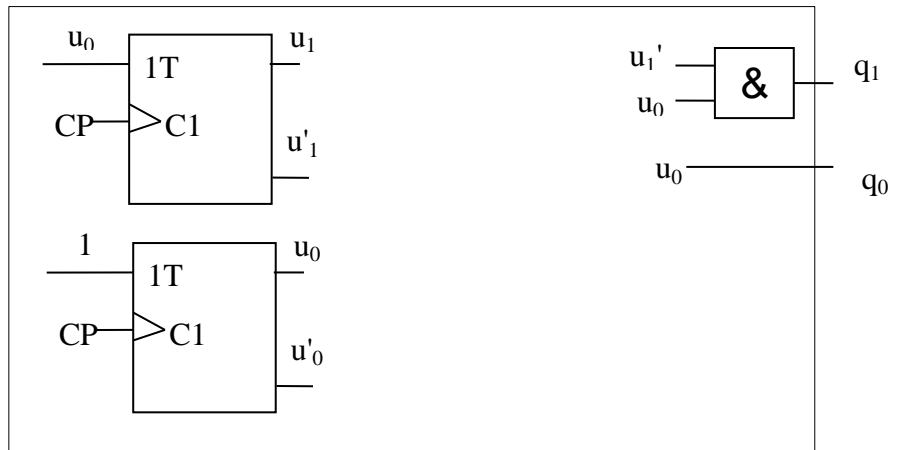 u₀
1T
u₁
CP
C1
u'₁
1
1T
u₀
CP
C1
u'₀
u₁'
u₀
&
q₁
u₀
q₀